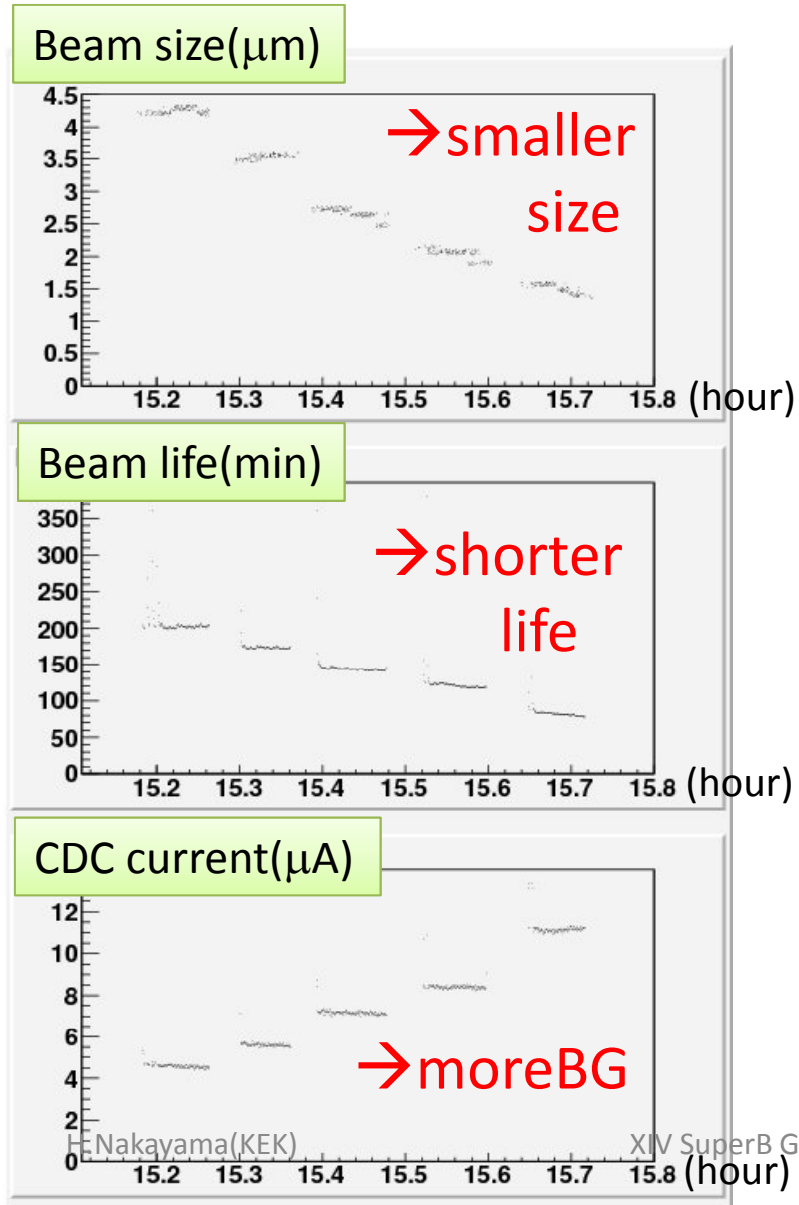 Beam size(μm)
4.5
4
3.5
3
2.5
2
1.5
1
0.5
0
→smaller
size
15.2 15.3 15.4 15.5 15.6 15.7 15.8 (hour)
Beam life(min)
350
300
250
200
150
100
50
0
→shorter
life
15.2 15.3 15.4 15.5 15.6 15.7 15.8 (hour)
CDC current(μA)
12
10
8
6
4
2
0
→moreBG
H.Nakayama(KEK) XIV SuperB G
15.2 15.3 15.4 15.5 15.6 15.7 15.8 (hour)